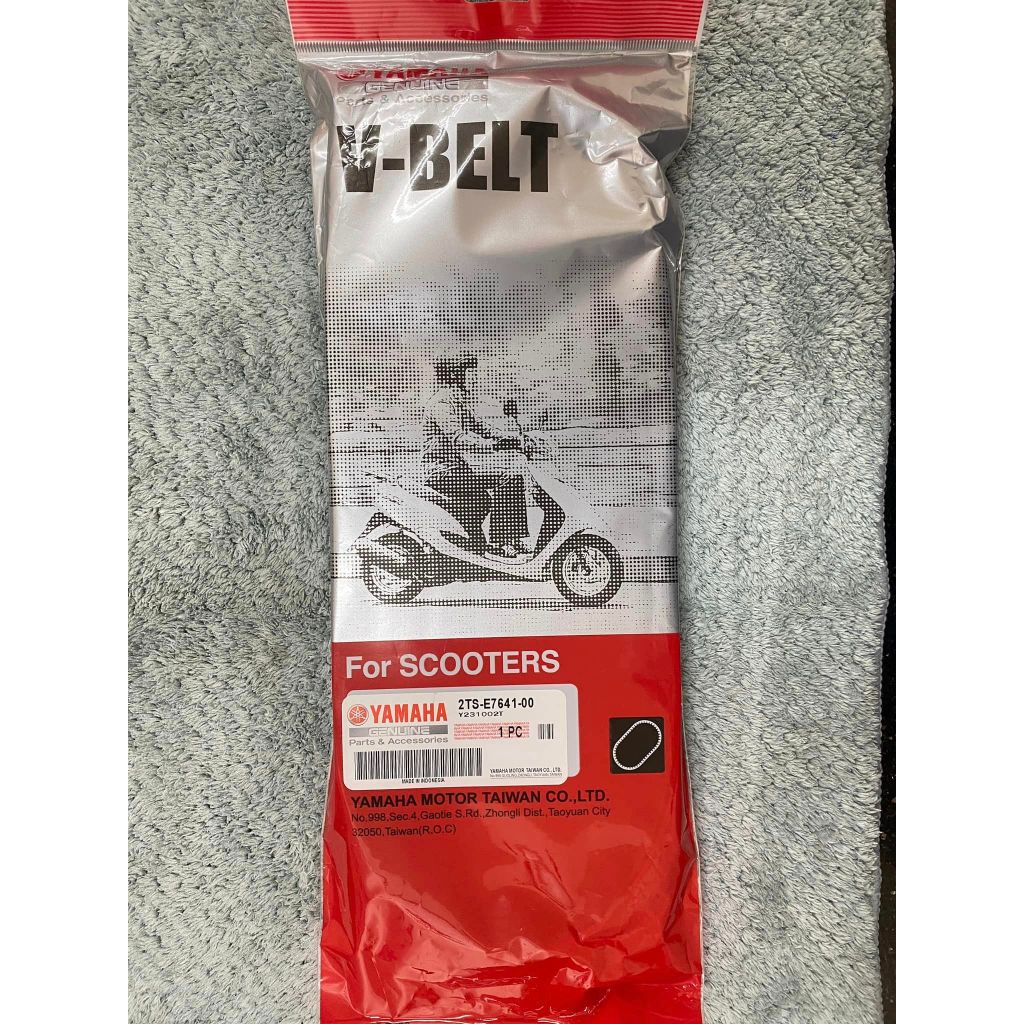 YAMAHA
GENUINE
Parts & Accessories
V-BELT
For SCOOTERS
YAMAHA
GENUINE
Parts & Accessories
2TS-E7641-00
Y231002T
1 PC
YAMAHA MOTOR TAIWAN CO.,LTD.
MADE IN INDONESIA
YAMAHA MOTOR TAIWAN CO.,LTD.
No.998,Sec.4,Gaotie S.Rd.,Zhongli Dist.,Taoyuan City
32050,Taiwan(R.O.C)